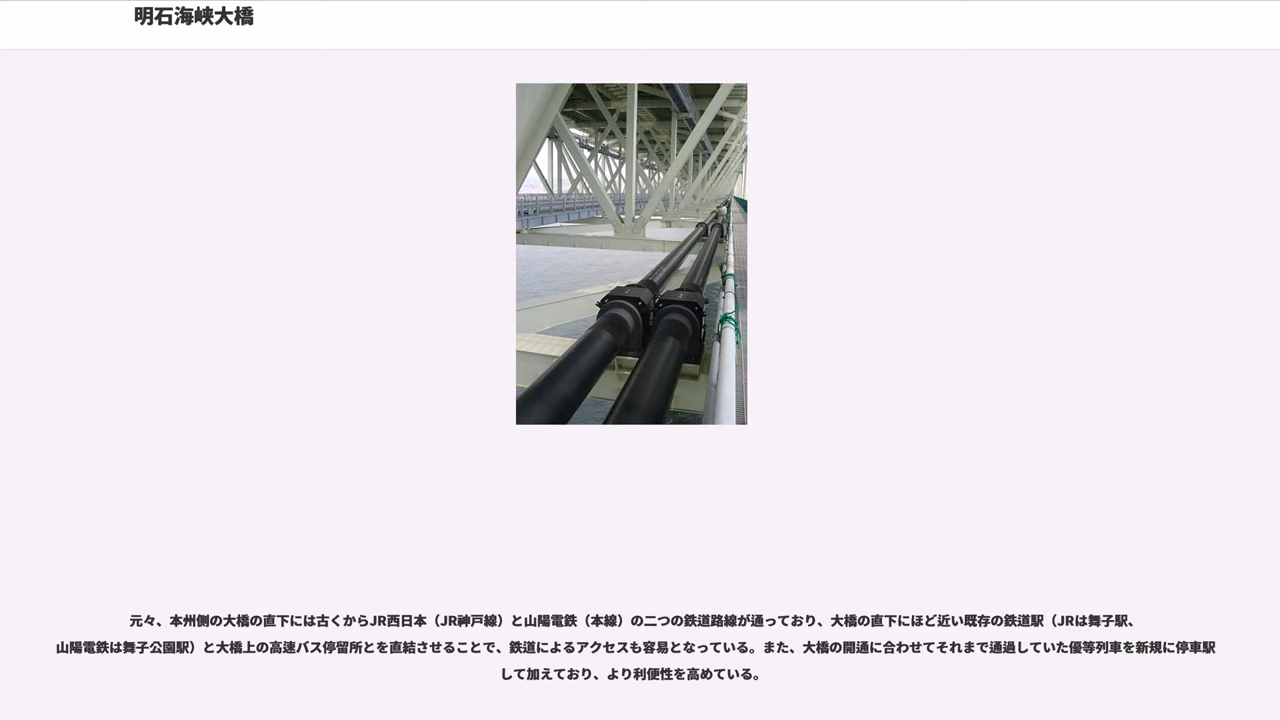 明石海峡大橋
元々、本州側の大橋の直下には古くからJR西日本（JR神戸線）と山陽電鉄（本線）の二つの鉄道路線が通っており、大橋の直下にほど近い既存の鉄道駅（JRは舞子駅、
山陽電鉄は舞子公園駅）と大橋上の高速バス停留所とを直結させることで、鉄道によるアクセスも容易となっている。また、大橋の開通に合わせてそれまで通過していた優等列車を新規に停車駅
して加えており、より利便性を高めている。